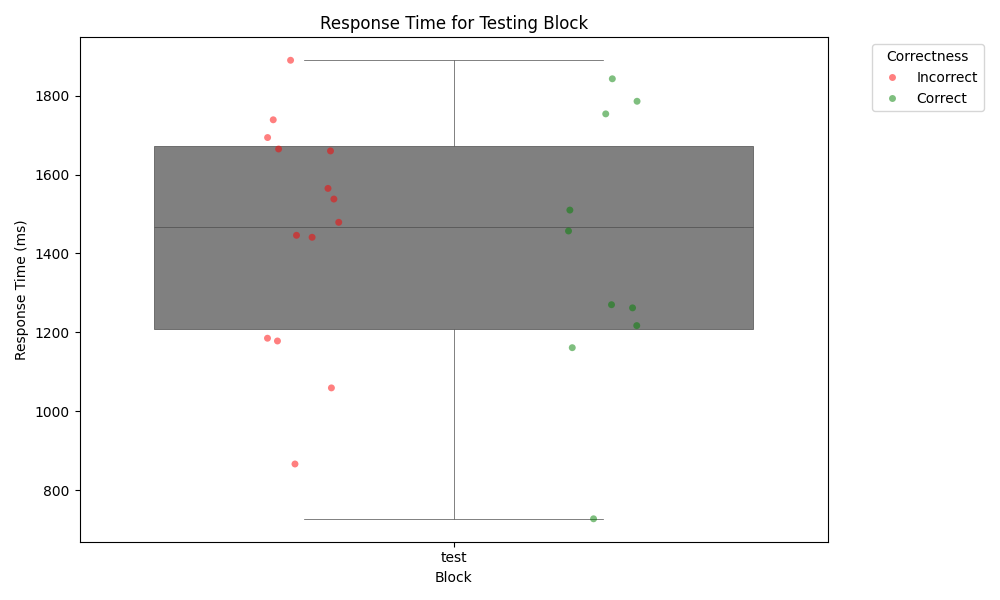 Response Time for Testing Block
Correctness
Incorrect
Correct
Response Time (ms)
1800
1600
1400
1200
1000
800
test
Block